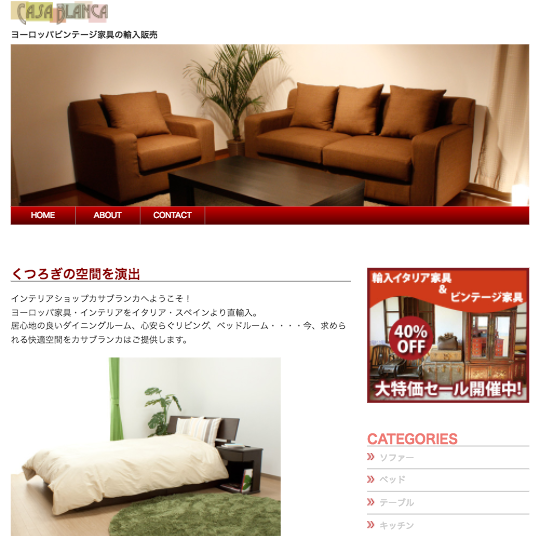 CASA BLANCA
ヨーロッパビンテージ家具の輸入販売
HOME ABOUT CONTACT
くつろぎの空間を演出
インテリアショップカサブランカへようこそ！
ヨーロッパ家具・インテリアをイタリア・スペインより直輸入。
居心地の良いダイニングルーム、心安らぐリビング、ベッドルーム・・・・今、求めら
れる快適空間をカサブランカはご提供します。
輸入イタリア家具
&
ビンテージ家具
40%
OFF
大特価セール開催中!
CATEGORIES
ソファー
ベッド
テーブル
キッチン